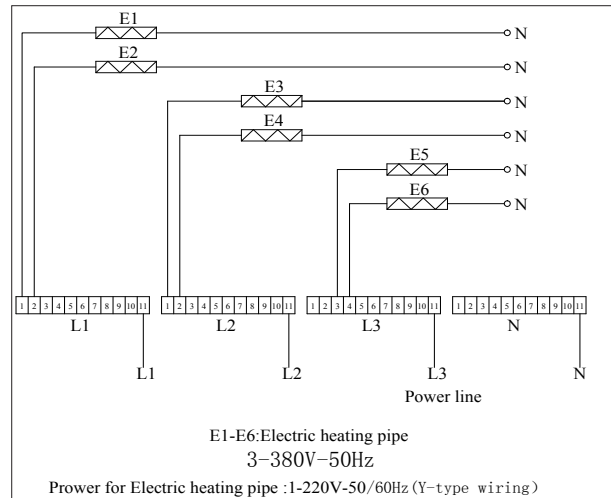 E1
N
E2
N
E3
N
E4
N
E5
N
E6
N
1 2 3 4 5 6 7 8 9 10 11
1 2 3 4 5 6 7 8 9 10 11
1 2 3 4 5 6 7 8 9 10 11
1 2 3 4 5 6 7 8 9 10 11
L1
L2
L3
N
L1
L2
L3
N
Power line
E1-E6:Electric heating pipe
3-380V-50Hz
Prower for Electric heating pipe :1-220V-50/60Hz(Y-type wiring)